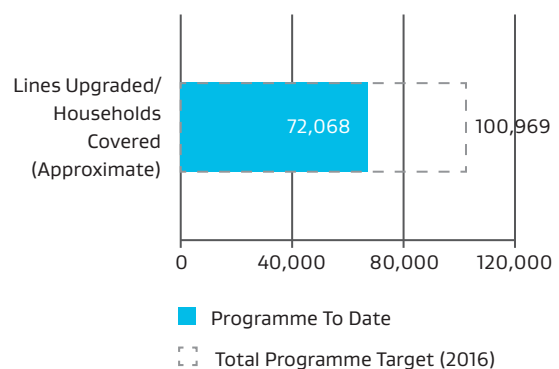 Lines Upgraded/
Households
Covered
(Approximate)
72,068
100,969
0
40,000
80,000
120,000
Programme To Date
Total Programme Target (2016)